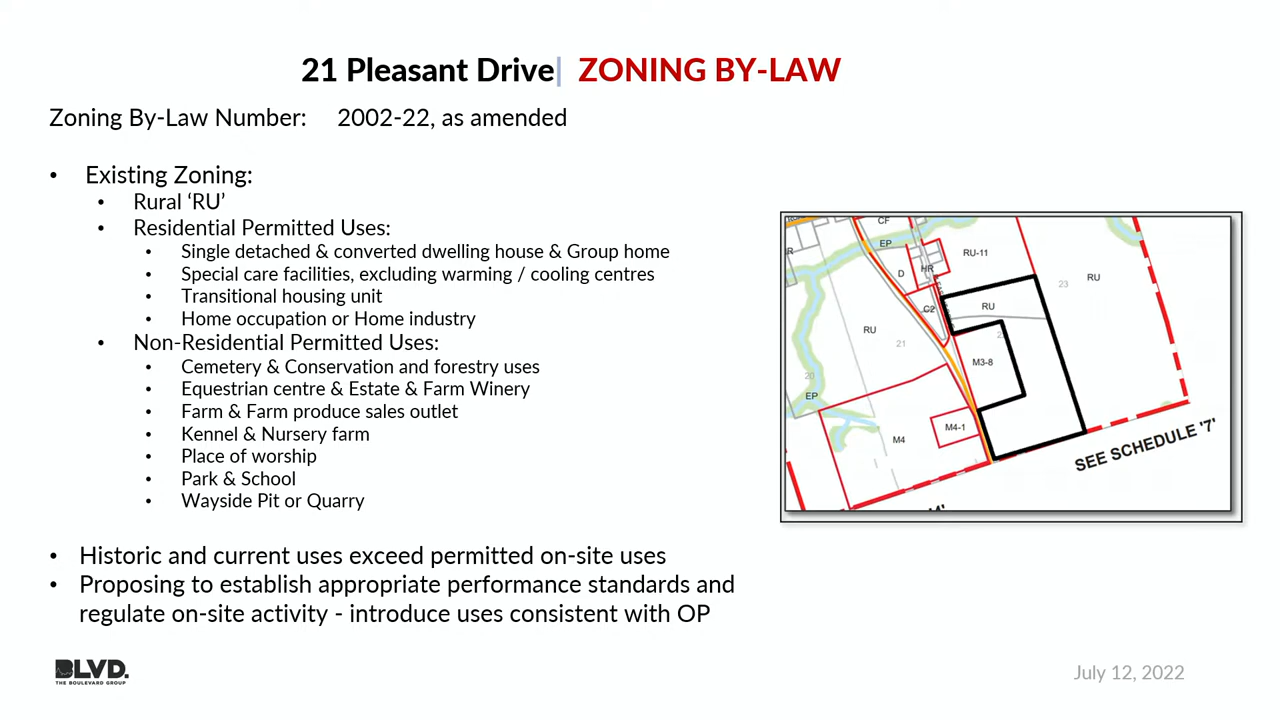 21 Pleasant Drive| ZONING BY-LAW
Zoning By-Law Number: 2002-22, as amended
• Existing Zoning:
• Rural ‘RU’
• Residential Permitted Uses:
• Single detached & converted dwelling house & Group home
• Special care facilities, excluding warming / cooling centres
• Transitional housing unit
• Home occupation or Home industry
• Non-Residential Permitted Uses:
• Cemetery & Conservation and forestry uses
• Equestrian centre & Estate & Farm Winery
• Farm & Farm produce sales outlet
• Kennel & Nursery farm
• Place of worship
• Park & School
• Wayside Pit or Quarry
• Historic and current uses exceed permitted on-site uses
• Proposing to establish appropriate performance standards and
regulate on-site activity - introduce uses consistent with OP
CF
EP
RU-11
D
HR
RU
23
C2
RU
RU
21
M3-8
20
EP
M4-1
M4
SEE SCHEDULE '7'
BLVD.
THE BOULEVARD GROUP
July 12, 2022